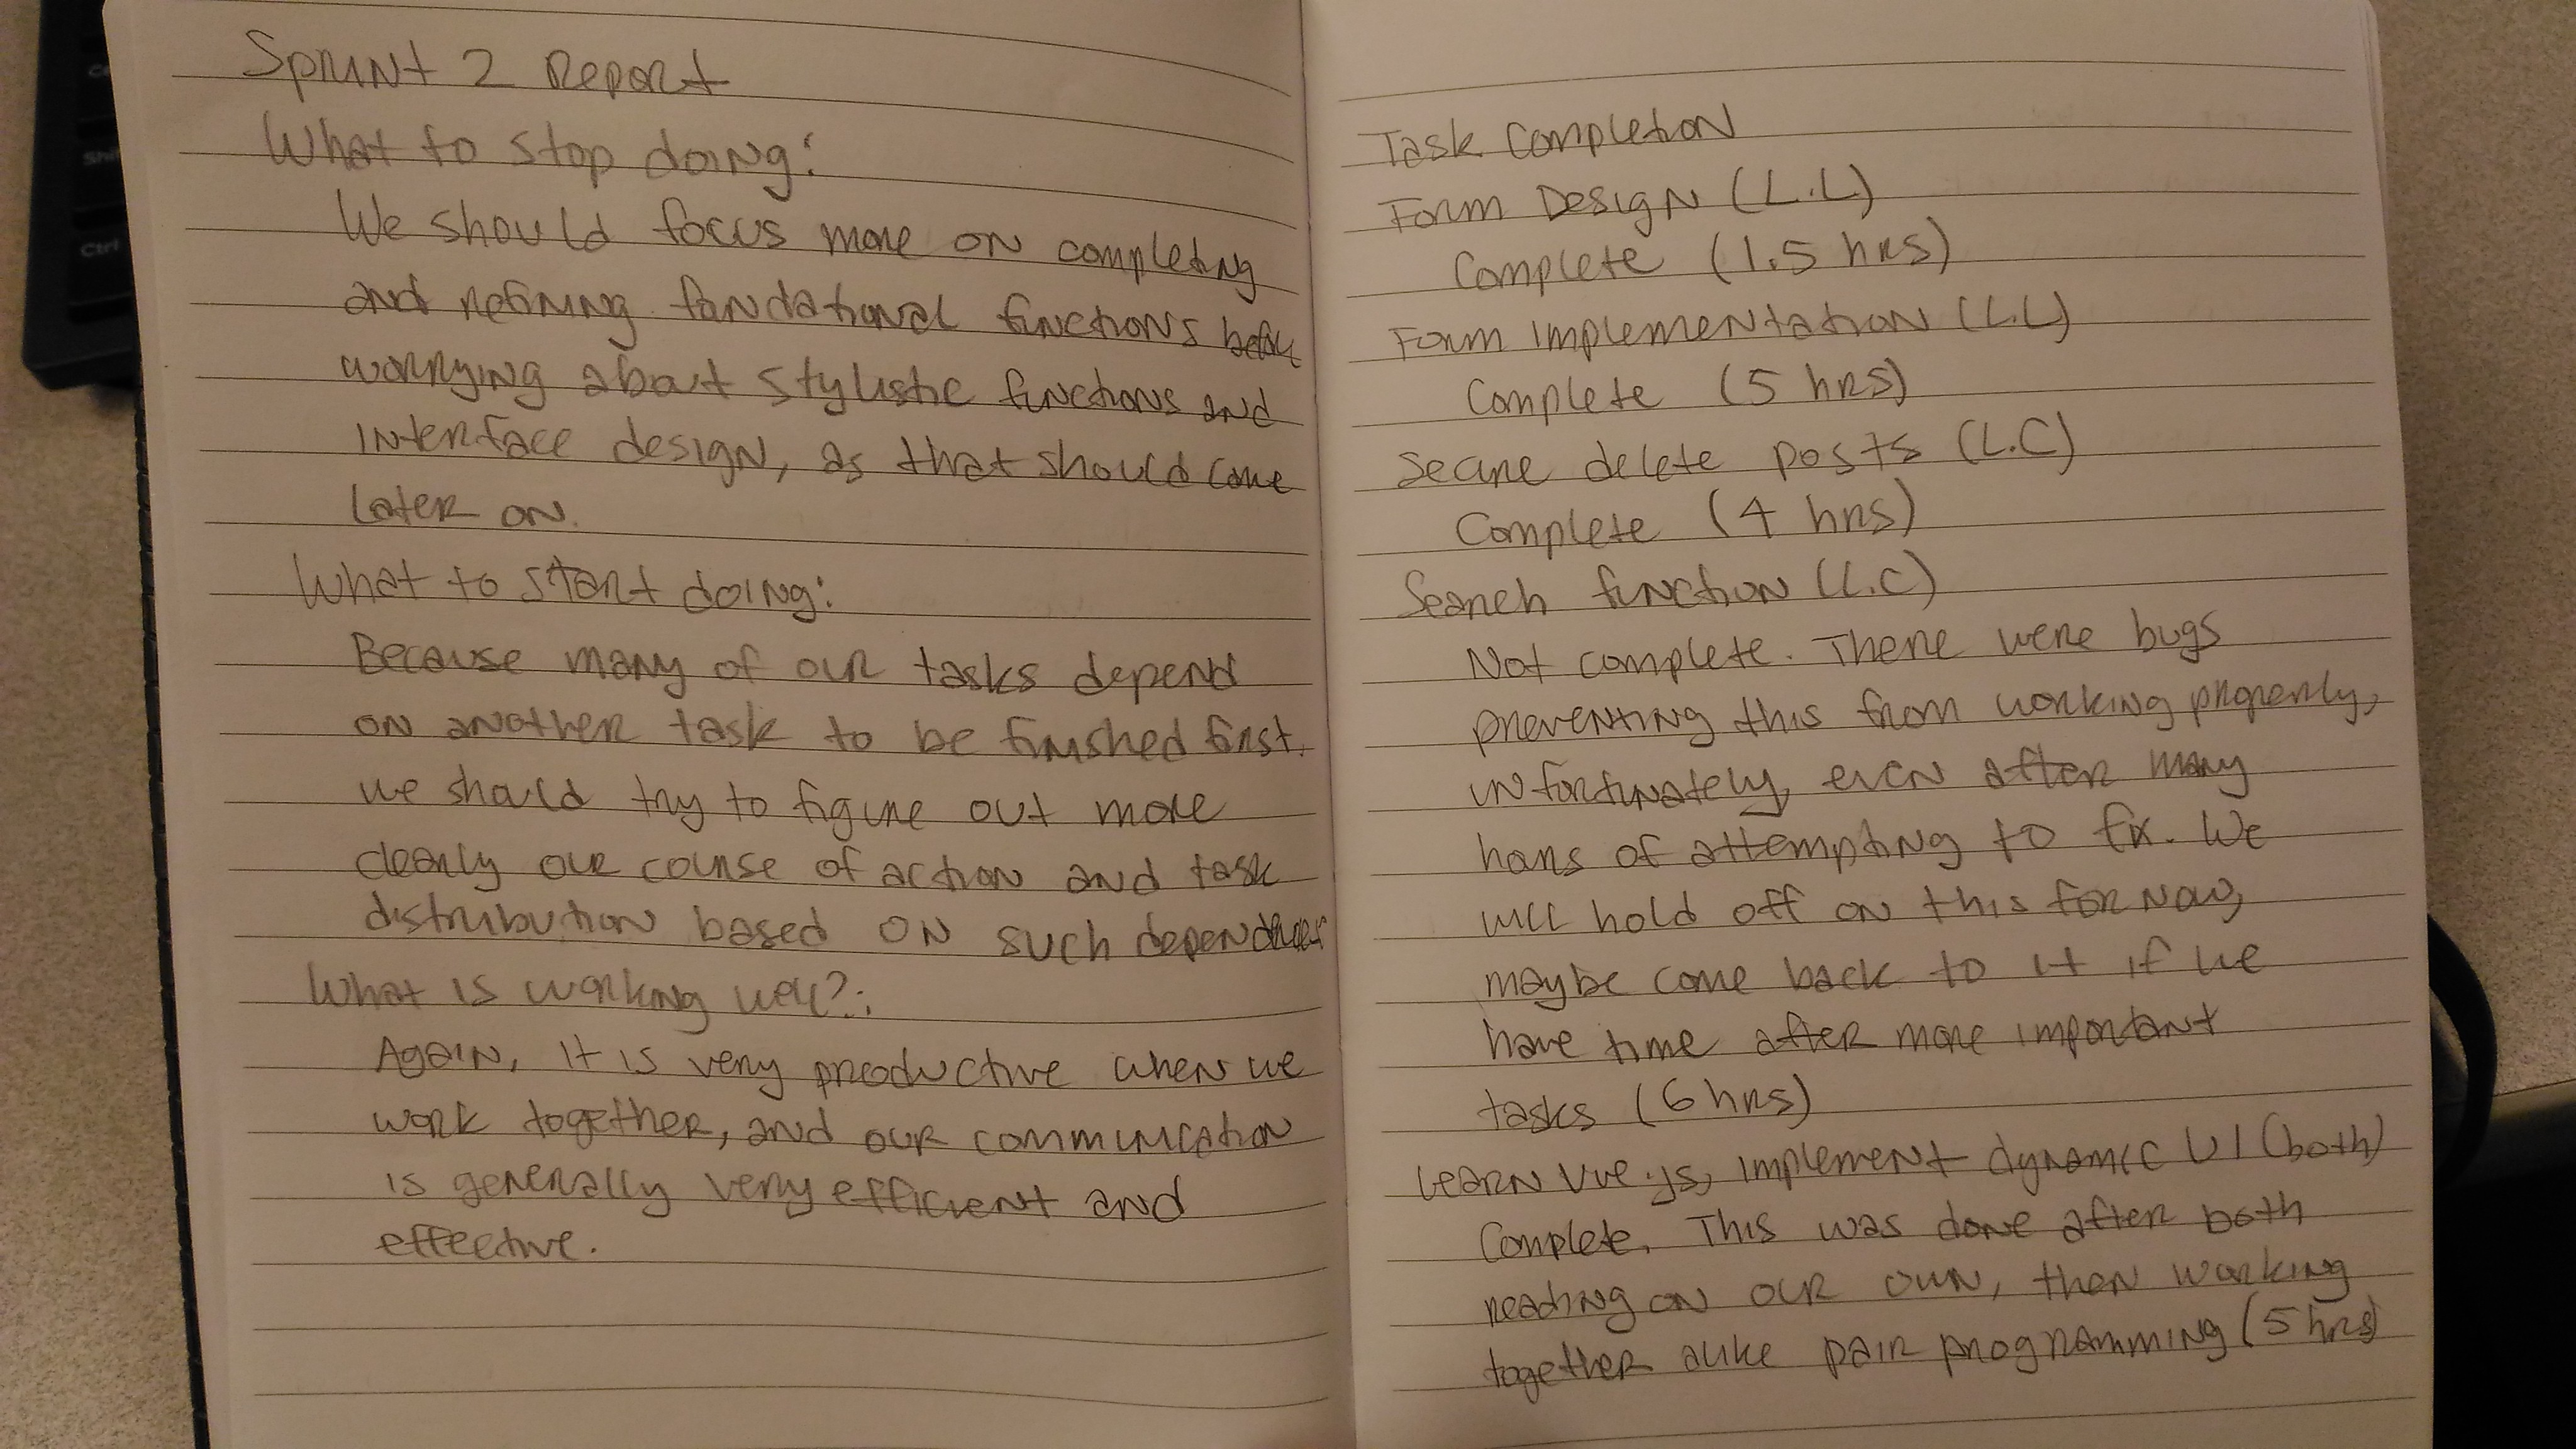 Sprint 2 Report
What to stop doing:
We should focus more on completing
and refining foundational functions before
worrying about stylistic functions and
interface design, as that should come
later on.
What to start doing:
Because many of our tasks depend
on another task to be finished first,
we should try to figure out more
clearly our course of action and task
distribution based on such dependencies
What is working well?:
Again, it is very productive when we
work together, and our communication
is generally very efficient and
effective.
Task Completion
Form Design (L.L)
Complete (1.5 hrs)
Form Implementation (L.L)
Complete (5 hrs)
Secure delete posts (L.C)
Complete (4 hrs)
Search function (L.C)
Not complete. There were bugs
preventing this from working properly,
unfortunately, even after many
hours of attempting to fix. We
will hold off on this for now,
maybe come back to it if we
have time after more important
tasks (6 hrs)
Learn Vue.js, implement dynamic UI (both)
Complete. This was done after both
reading on our own, then working
together alike pair programming (5 hrs)
Shi
Ctrl